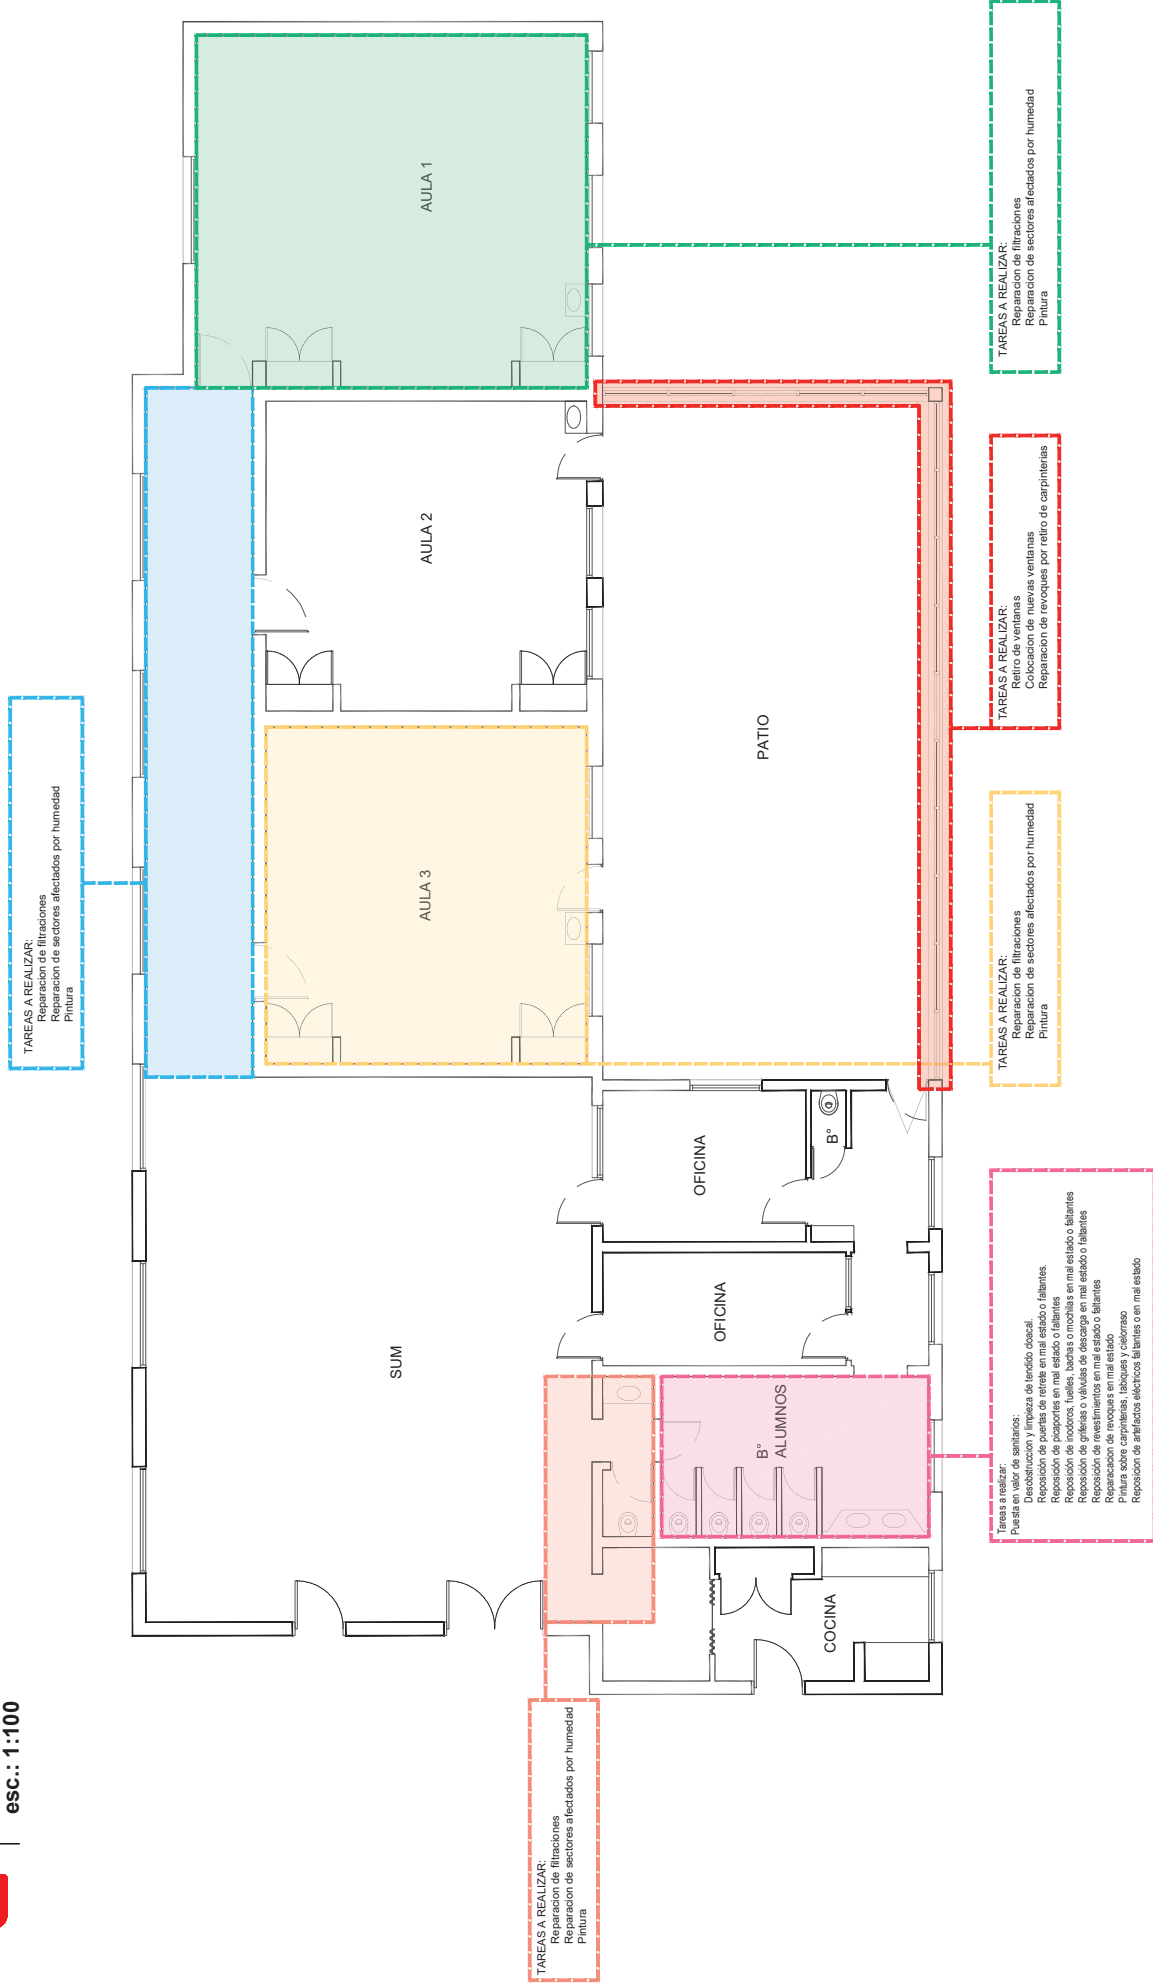 esc.: 1:100
TAREAS A REALIZAR:
Reparacion de filtraciones
Reparacion de sectores afectados por humedad
Pintura
TAREAS A REALIZAR:
Reparacion de filtraciones
Reparacion de sectores afectados por humedad
Pintura
SUM
AULA 3
AULA 2
AULA 1
OFICINA
OFICINA
B°
B°
ALUMNOS
COCINA
PATIO
Tareas a realizar:
Puesta en valor de sanitarios:
Desobstruccion y limpieza de tendido cloacal.
Reposición de puertas de retrete en mal estado o faltantes.
Reposición de picaportes en mal estado o faltantes
Reposición de inodoros, fuelles, bachas o mochilas en mal estado o faltantes
Reposición de griferias o válvulas de descarga en mal estado o faltantes
Reposición de revestimientos en mal estado o faltantes
Reparacación de revoques en mal estado
Pintura sobre carpinterias, tabiques y cielorraso
Reposicion de artefactos eléctricos faltantes o en mal estado
TAREAS A REALIZAR:
Reparacion de filtraciones
Reparacion de sectores afectados por humedad
Pintura
TAREAS A REALIZAR:
Retiro de ventanas
Colocacion de nuevas ventanas
Reparacion de revoques por retiro de carpinterias
TAREAS A REALIZAR:
Reparacion de filtraciones
Reparacion de sectores afectados por humedad
Pintura